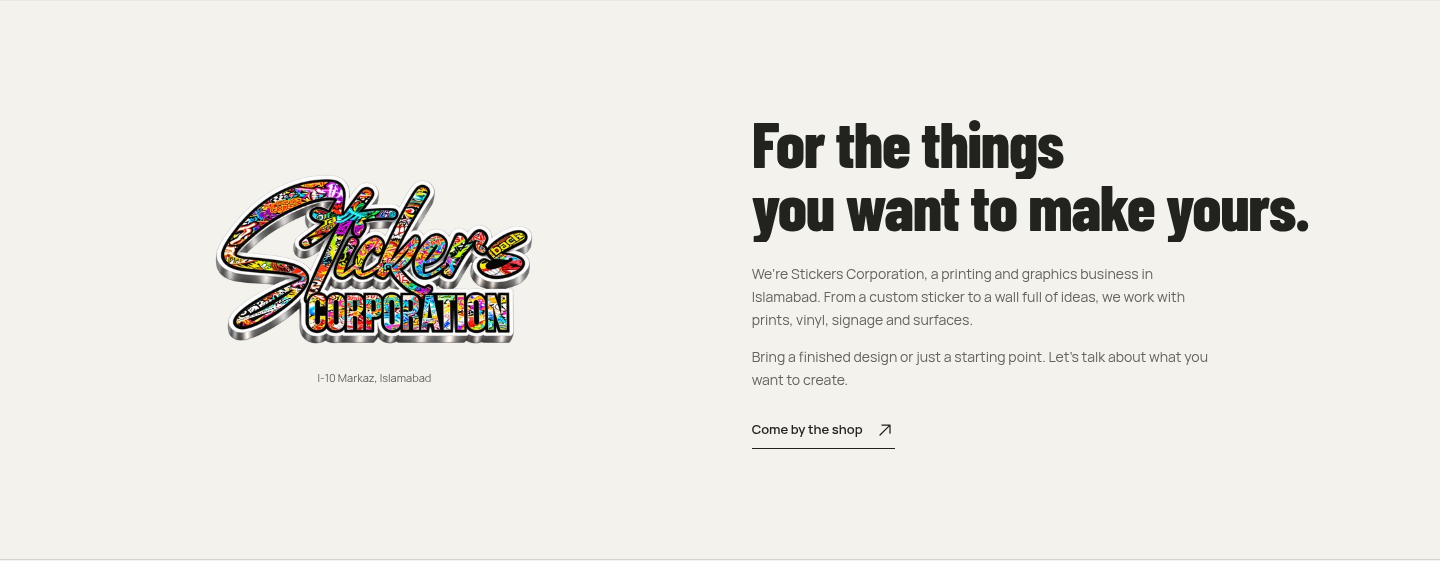 Stickers
CORPORATION
I-10 Markaz, Islamabad
For the things
you want to make yours.
We're Stickers Corporation, a printing and graphics business in
Islamabad. From a custom sticker to a wall full of ideas, we work with
prints, vinyl, signage and surfaces.
Bring a finished design or just a starting point. Let's talk about what you
want to create.
Come by the shop